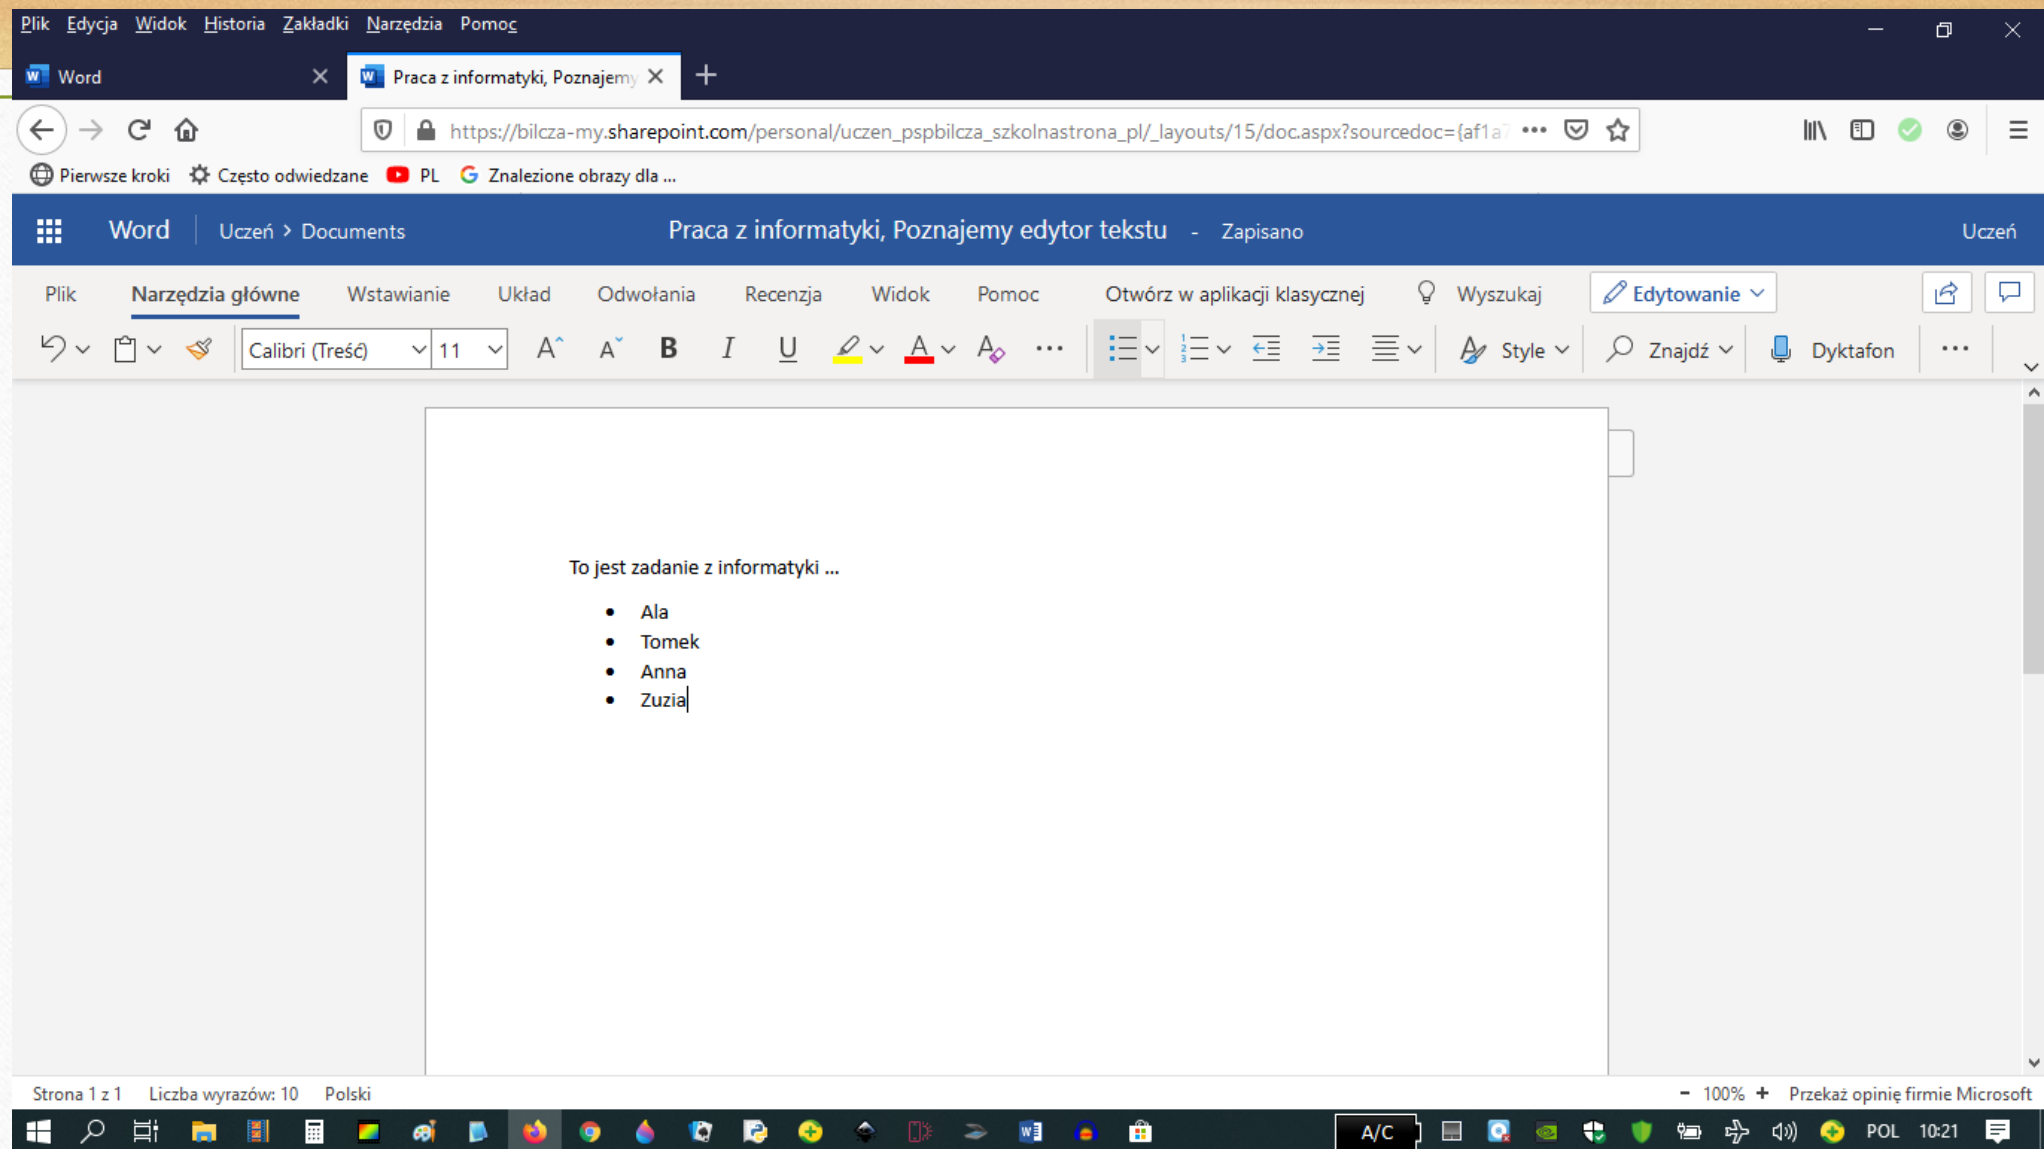 Plik Edycja Widok Historia Zakładki Narzędzia Pomoc
Word Praca z informatyki, Poznajemy
https://bilcza-my.sharepoint.com/personal/uczen_pspbilcza_szkolnastrona_pl/_layouts/15/doc.aspx?sourcedoc={af1a7
Pierwsze kroki Często odwiedzane PL Znalezione obrazy dla ...
Word Uczeń > Documents Praca z informatyki, Poznajemy edytor tekstu - Zapisano Uczeń
Plik Narzędzia główne Wstawianie Układ Odwołania Recenzja Widok Pomoc Otwórz w aplikacji klasycznej Wyszukaj Edytowanie
Calibri (Treść) 11 B I U Style Znajdź Dyktafon
To jest zadanie z informatyki ...
• Ala
• Tomek
• Anna
• Zuzia
Strona 1 z 1 Liczba wyrazów: 10 Polski - 100% + Przekaż opinię firmie Microsoft
A/C POL 10:21